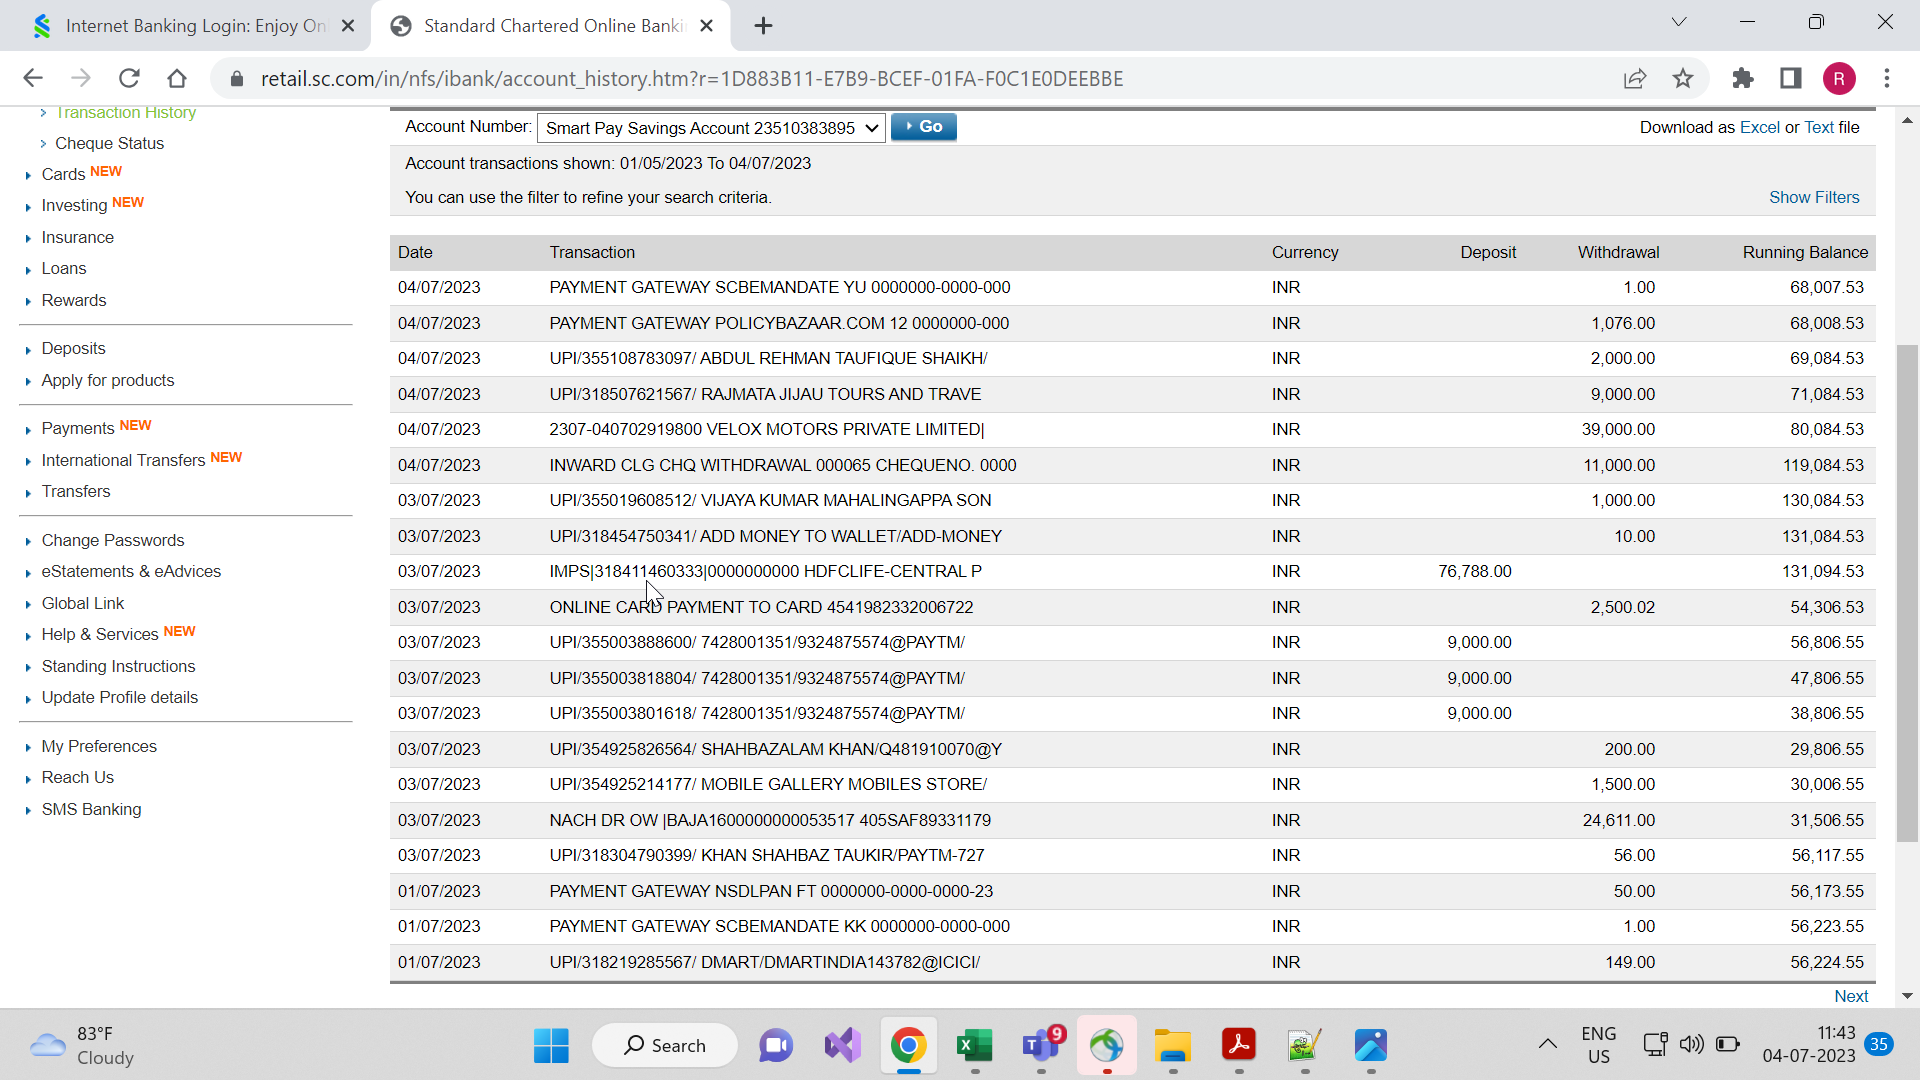 Internet Banking Login: Enjoy On
Standard Chartered Online Banki
retail.sc.com/in/nfs/ibank/account_history.htm?r=1D883B11-E7B9-BCEF-01FA-F0C1E0DEEBBE
R
Transaction History
Cheque Status
Cards NEW
Investing NEW
Insurance
Loans
Rewards
Deposits
Apply for products
Payments NEW
International Transfers NEW
Transfers
Change Passwords
eStatements & eAdvices
Global Link
Help & Services NEW
Standing Instructions
Update Profile details
My Preferences
Reach Us
SMS Banking
Account Number: Smart Pay Savings Account 23510383895 Go Download as Excel or Text file
Account transactions shown: 01/05/2023 To 04/07/2023
You can use the filter to refine your search criteria. Show Filters
Date Transaction Currency Deposit Withdrawal Running Balance
04/07/2023 PAYMENT GATEWAY SCBEMANDATE YU 0000000-0000-000 INR 1.00 68,007.53
04/07/2023 PAYMENT GATEWAY POLICYBAZAAR.COM 12 0000000-000 INR 1,076.00 68,008.53
04/07/2023 UPI/355108783097/ ABDUL REHMAN TAUFIQUE SHAIKH/ INR 2,000.00 69,084.53
04/07/2023 UPI/318507621567/ RAJMATA JIJAU TOURS AND TRAVE INR 9,000.00 71,084.53
04/07/2023 2307-040702919800 VELOX MOTORS PRIVATE LIMITED| INR 39,000.00 80,084.53
04/07/2023 INWARD CLG CHQ WITHDRAWAL 000065 CHEQUENO. 0000 INR 11,000.00 119,084.53
03/07/2023 UPI/355019608512/ VIJAYA KUMAR MAHALINGAPPA SON INR 1,000.00 130,084.53
03/07/2023 UPI/318454750341/ ADD MONEY TO WALLET/ADD-MONEY INR 10.00 131,084.53
03/07/2023 IMPS|318411460333|0000000000 HDFCLIFE-CENTRAL P INR 76,788.00 131,094.53
03/07/2023 ONLINE CARD PAYMENT TO CARD 4541982332006722 INR 2,500.02 54,306.53
03/07/2023 UPI/355003888600/ 7428001351/9324875574@PAYTM/ INR 9,000.00 56,806.55
03/07/2023 UPI/355003818804/ 7428001351/9324875574@PAYTM/ INR 9,000.00 47,806.55
03/07/2023 UPI/355003801618/ 7428001351/9324875574@PAYTM/ INR 9,000.00 38,806.55
03/07/2023 UPI/354925826564/ SHAHBAZALAM KHAN/Q481910070@Y INR 200.00 29,806.55
03/07/2023 UPI/354925214177/ MOBILE GALLERY MOBILES STORE/ INR 1,500.00 30,006.55
03/07/2023 NACH DR OW |BAJA1600000000053517 405SAF89331179 INR 24,611.00 31,506.55
03/07/2023 UPI/318304790399/ KHAN SHAHBAZ TAUKIR/PAYTM-727 INR 56.00 56,117.55
01/07/2023 PAYMENT GATEWAY NSDLPAN FT 0000000-0000-0000-23 INR 50.00 56,173.55
01/07/2023 PAYMENT GATEWAY SCBEMANDATE KK 0000000-0000-000 INR 1.00 56,223.55
01/07/2023 UPI/318219285567/ DMART/DMARTINDIA143782@ICICI/ INR 149.00 56,224.55
Next
83°F
Cloudy
Search
9
ENG
US
11:43
04-07-2023
35